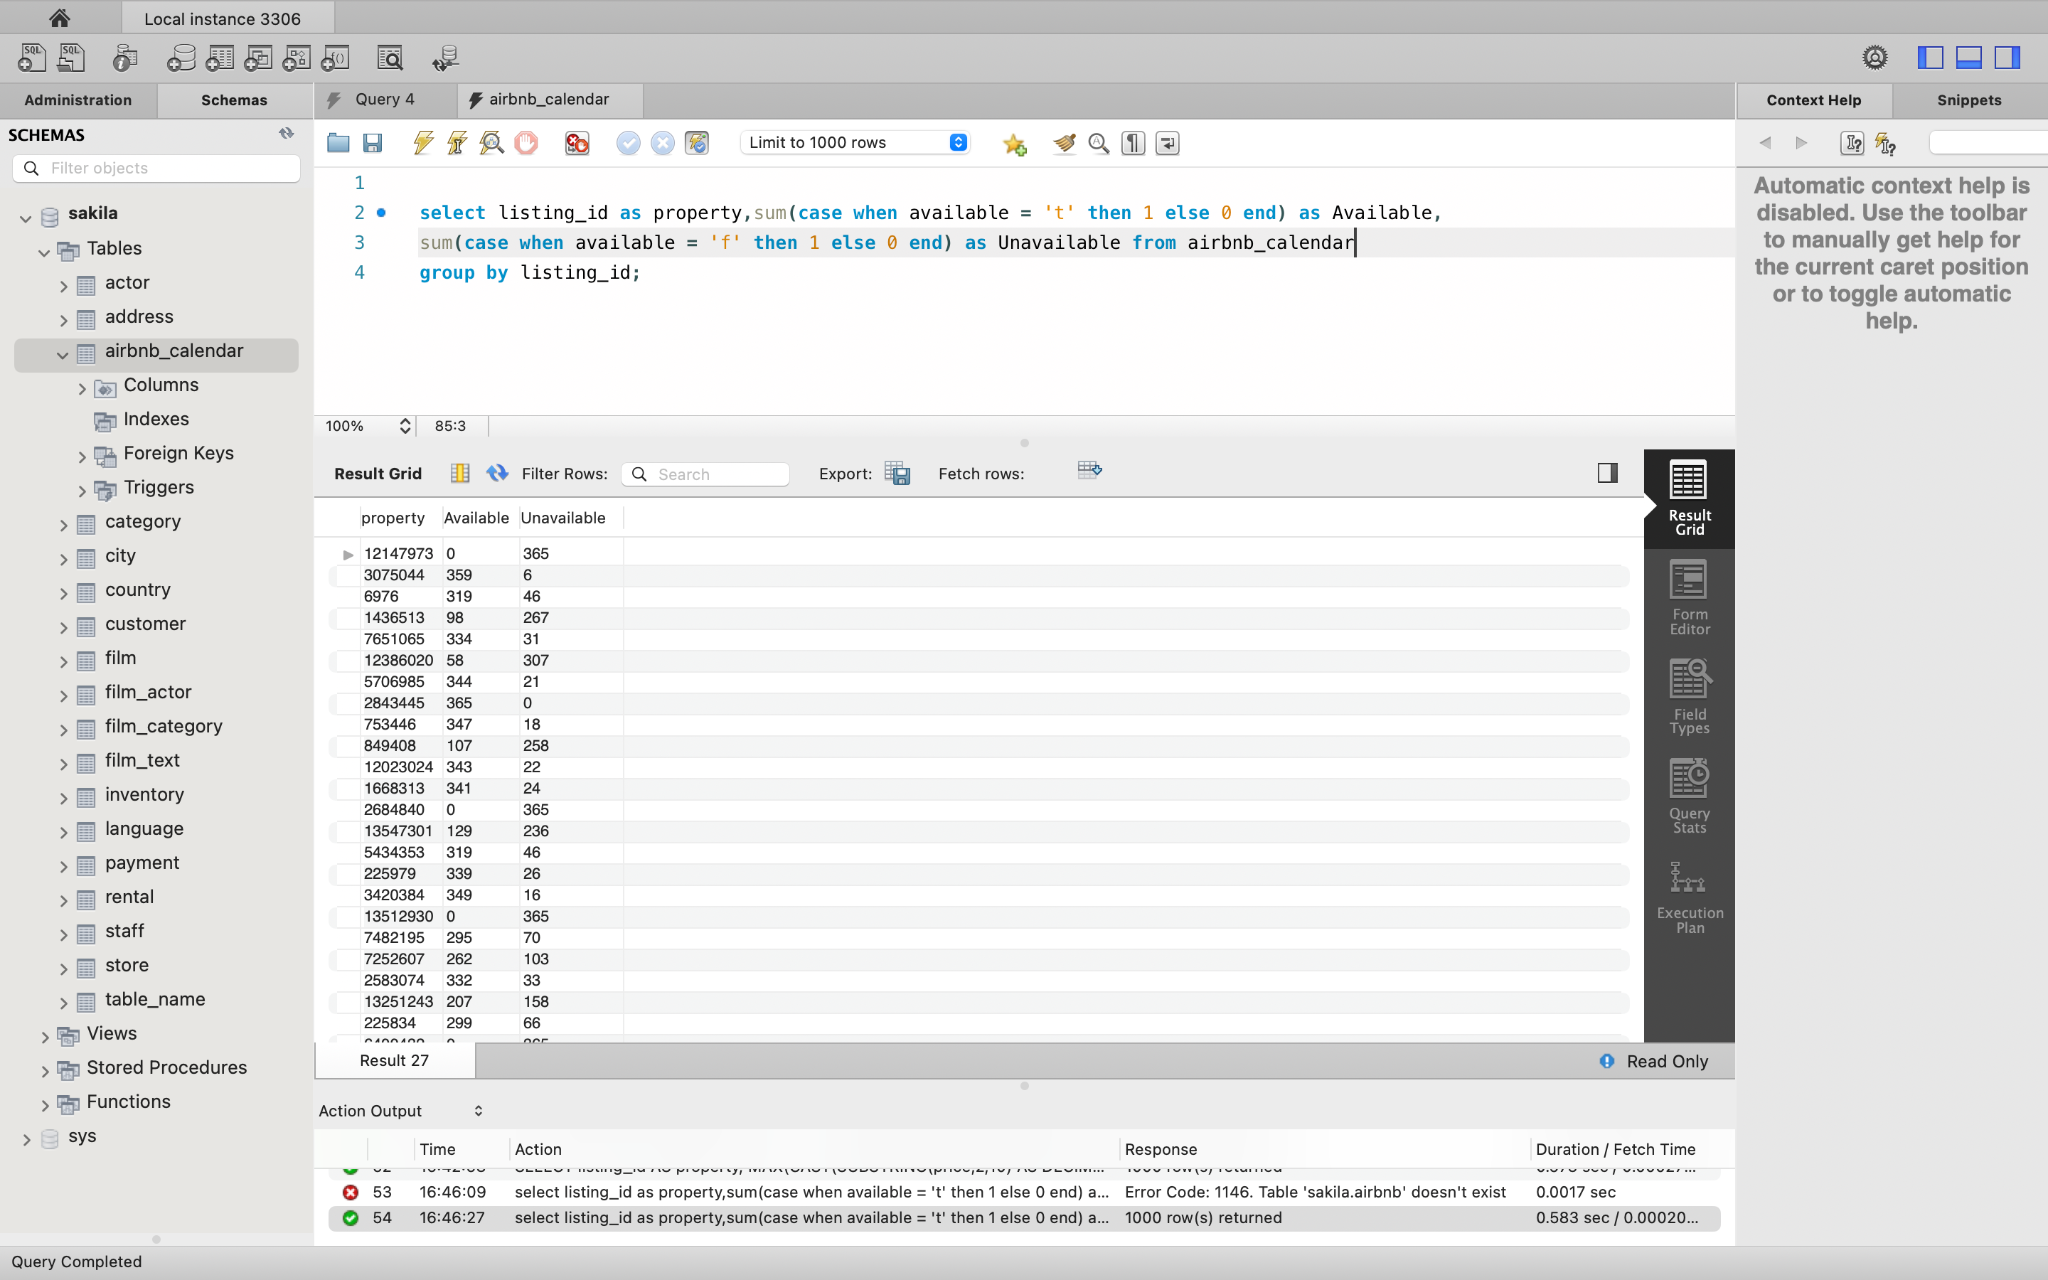 Local instance 3306
Administration
Schemas
Query 4
airbnb_calendar
Context Help
Snippets
SCHEMAS
Filter objects
sakila
Tables
actor
address
airbnb_calendar
Columns
Indexes
Foreign Keys
Triggers
category
city
country
customer
film
film_actor
film_category
film_text
inventory
language
payment
rental
staff
store
table_name
Views
Stored Procedures
Functions
sys
Limit to 1000 rows
1
2 select listing_id as property,sum(case when available = 't' then 1 else 0 end) as Available,
3 sum(case when available = 'f' then 1 else 0 end) as Unavailable from airbnb_calendar
4 group by listing_id;
100% 85:3
Automatic context help is
disabled. Use the toolbar
to manually get help for
the current caret position
or to toggle automatic
help.
Result Grid Filter Rows: Search Export: Fetch rows:
property Available Unavailable
12147973 0 365
3075044 359 6
6976 319 46
1436513 98 267
7651065 334 31
12386020 58 307
5706985 344 21
2843445 365 0
753446 347 18
849408 107 258
12023024 343 22
1668313 341 24
2684840 0 365
13547301 129 236
5434353 319 46
225979 339 26
3420384 349 16
13512930 0 365
7482195 295 70
7252607 262 103
2583074 332 33
13251243 207 158
225834 299 66
Result
Grid
Form
Editor
Field
Types
Query
Stats
Execution
Plan
Result 27
Read Only
Action Output
Time Action Response Duration / Fetch Time
53 16:46:09 select listing_id as property,sum(case when available = 't' then 1 else 0 end) a... Error Code: 1146. Table 'sakila.airbnb' doesn't exist 0.0017 sec
54 16:46:27 select listing_id as property,sum(case when available = 't' then 1 else 0 end) a... 1000 row(s) returned 0.583 sec / 0.00020...
Query Completed